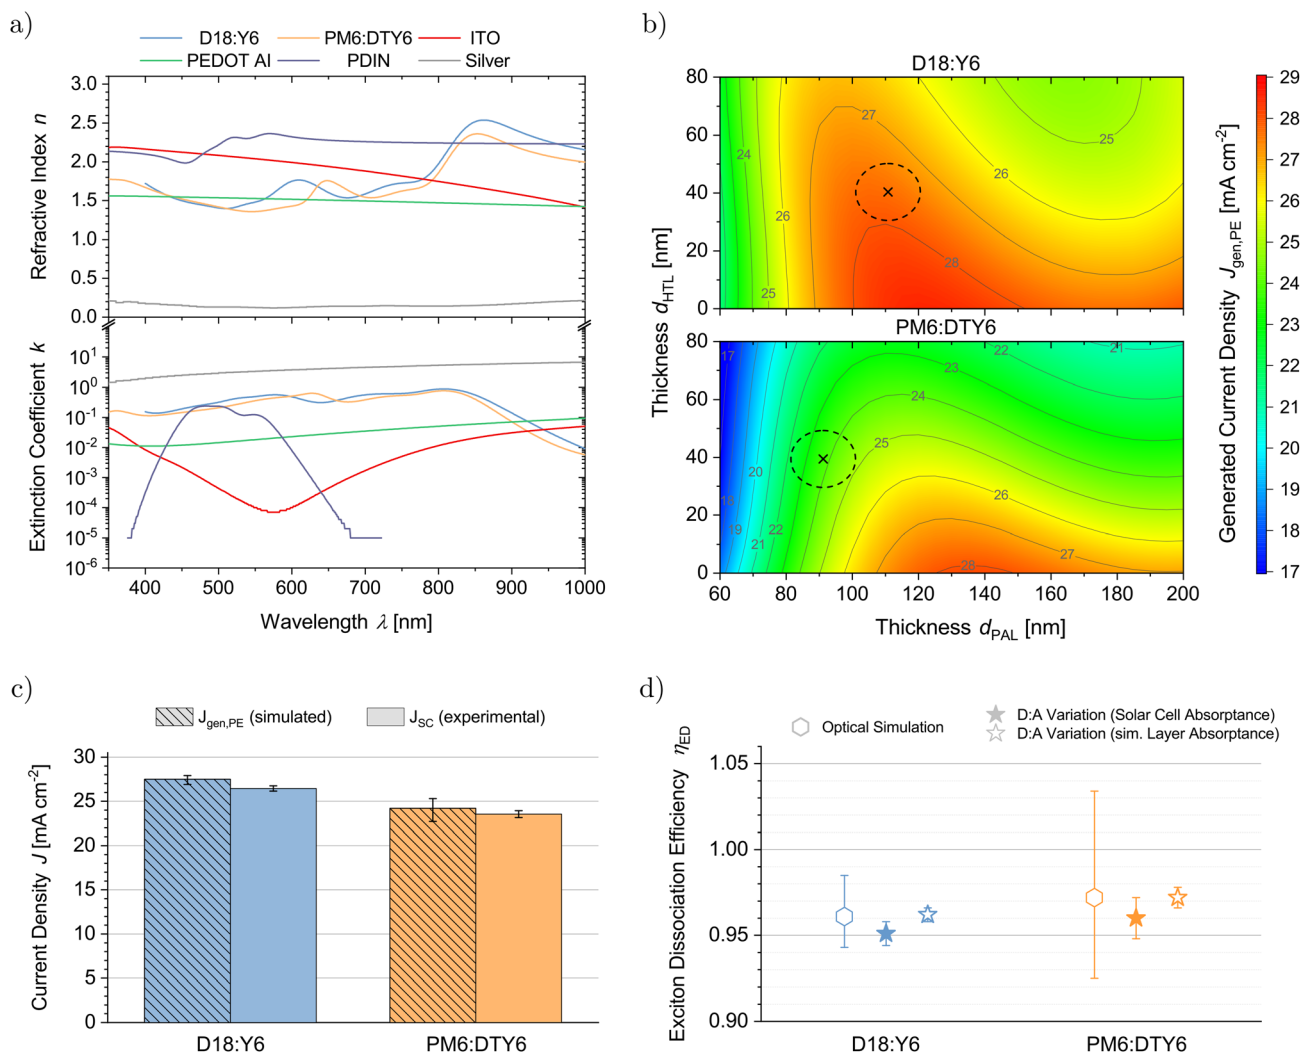 a)
D18:Y6 PM6:DTY6 ITO
PEDOT AI PDIN Silver
3.0
2.5
2.0
1.5
1.0
0.5
0.0
Refractive Index n
10^1
10^0
10^-1
10^-2
10^-3
10^-4
10^-5
10^-6
Extinction Coefficient k
400 500 600 700 800 900 1000
Wavelength λ [nm]
b)
D18:Y6
80
60
40
20
0
24 25 26 27 28 26 25
PM6:DTY6
80
60
40
20
0
17 18 19 20 21 22 23 24 25 26 27 28 22 21
60 80 100 120 140 160 180 200
Thickness d_HTL [nm]
Thickness d_PAL [nm]
29
28
27
26
25
24
23
22
21
20
19
18
17
Generated Current Density J_gen,PE [mA cm^-2]
c)
J_gen,PE (simulated) J_SC (experimental)
30
25
20
15
10
5
0
Current Density J [mA cm^-2]
D18:Y6 PM6:DTY6
d)
Optical Simulation
D:A Variation (Solar Cell Absorptance)
D:A Variation (sim. Layer Absorptance)
1.05
1.00
0.95
0.90
Exciton Dissociation Efficiency η_ED
D18:Y6 PM6:DTY6